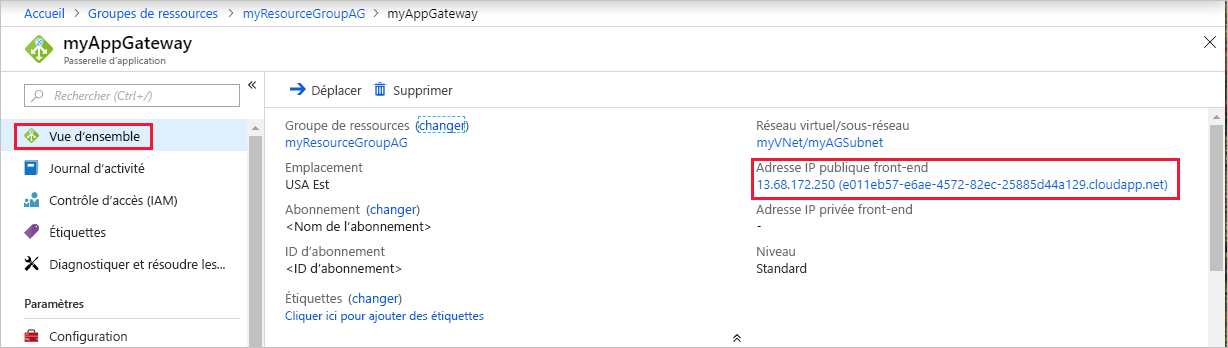 Accueil > Groupes de ressources > myResourceGroupAG > myAppGateway
myAppGateway
Passerelle d'application
Rechercher (Ctrl+/)
Vue d'ensemble
Journal d'activité
Contrôle d'accès (IAM)
Étiquettes
Diagnostiquer et résoudre les...
Paramètres
Configuration
Déplacer Supprimer
Groupe de ressources (changer)
myResourceGroupAG
Emplacement
USA Est
Abonnement (changer)
<Nom de l'abonnement>
ID d'abonnement
<ID d'abonnement>
Étiquettes (changer)
Cliquer ici pour ajouter des étiquettes
Réseau virtuel/sous-réseau
myVNet/myAGSubnet
Adresse IP publique front-end
13.68.172.250 (e011eb57-e6ae-4572-82ec-25885d44a129.cloudapp.net)
Adresse IP privée front-end
-
Niveau
Standard